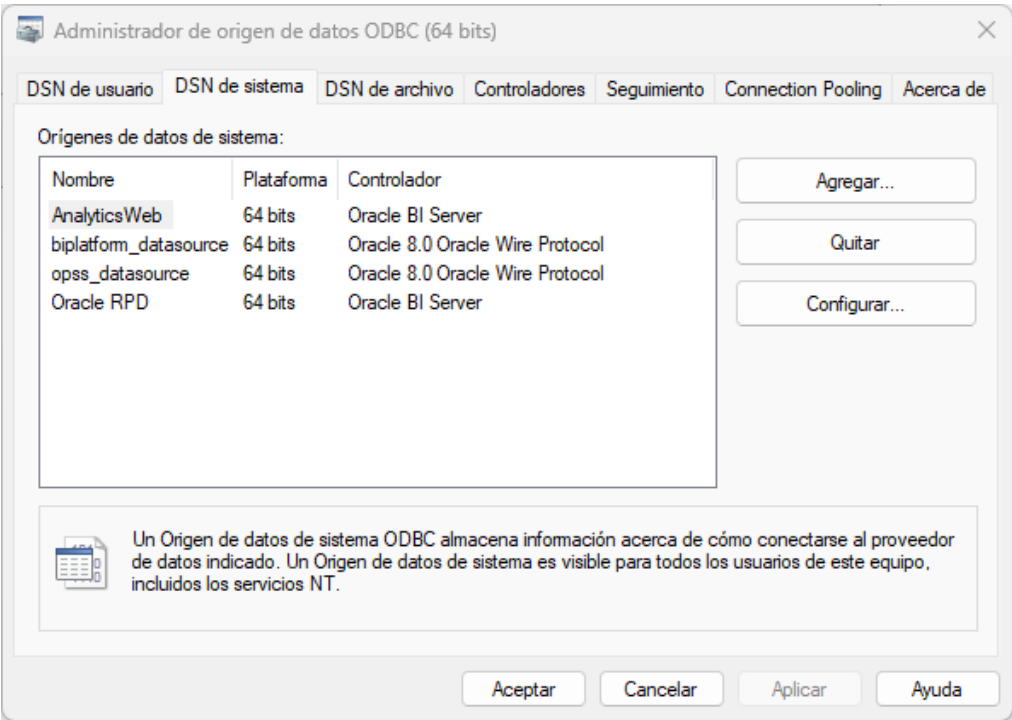 Administrador de origen de datos ODBC (64 bits)
DSN de usuario DSN de sistema DSN de archivo Controladores Seguimiento Connection Pooling Acerca de
Orígenes de datos de sistema:
Nombre Plataforma Controlador
AnalyticsWeb 64 bits Oracle BI Server
biplatform_datasource 64 bits Oracle 8.0 Oracle Wire Protocol
opss_datasource 64 bits Oracle 8.0 Oracle Wire Protocol
Oracle RPD 64 bits Oracle BI Server
Agregar...
Quitar
Configurar...
Un Origen de datos de sistema ODBC almacena información acerca de cómo conectarse al proveedor
de datos indicado. Un Origen de datos de sistema es visible para todos los usuarios de este equipo,
incluidos los servicios NT.
Aceptar Cancelar Aplicar Ayuda